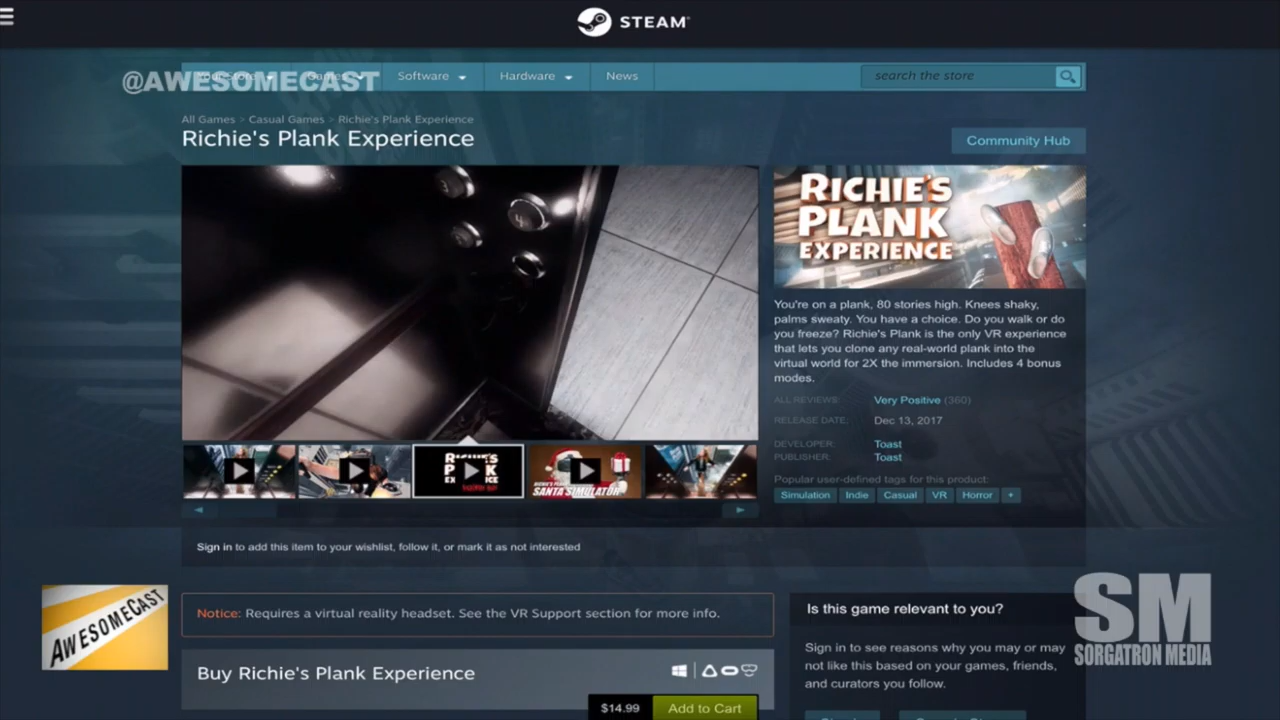 STEAM
@AWESOMECAST
Your Store Games Software Hardware News
search the store
All Games > Casual Games > Richie's Plank Experience
Richie's Plank Experience
Community Hub
RICHIE'S
PLANK
EXPERIENCE
You're on a plank, 80 stories high. Knees shaky,
palms sweaty. You have a choice. Do you walk or do
you freeze? Richie's Plank is the only VR experience
that lets you clone any real-world plank into the
virtual world for 2X the immersion. Includes 4 bonus
modes.
ALL REVIEWS: Very Positive (360)
RELEASE DATE: Dec 13, 2017
DEVELOPER: Toast
PUBLISHER: Toast
Popular user-defined tags for this product:
Simulation Indie Casual VR Horror +
SANTA SIMULATOR
Sign in to add this item to your wishlist, follow it, or mark it as not interested
AWESOMECAST
Notice: Requires a virtual reality headset. See the VR Support section for more info.
Buy Richie's Plank Experience
$14.99 Add to Cart
Is this game relevant to you?
Sign in to see reasons why you may or may
not like this based on your games, friends,
and curators you follow.
SM
SORGATRON MEDIA